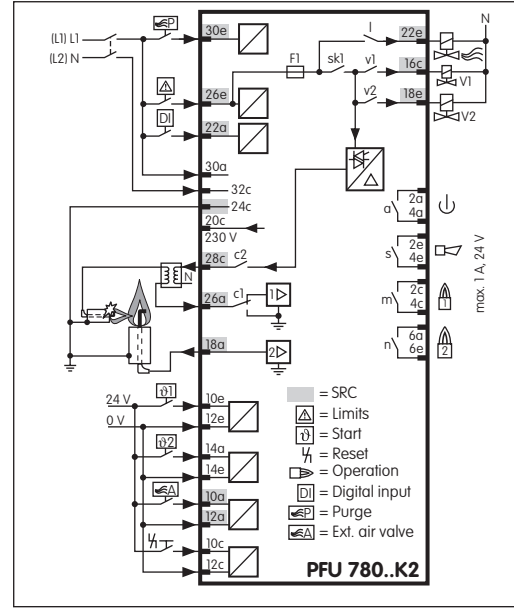 P 30e l 22e N
(L1) L1
(L2) N
F1 sk1 v1 16c V1
26e
v2 18e V2
DI 22a
30a
32c
24c
20c
230 V
a 2a
4a
28c c2
s 2e
4e
N
26a c1 1
m 2c
4c 1
18a 2
n 6a
6e 2
max. 1 A, 24 V
24 V ϑ1 10e
0 V 12e
ϑ2 14a
14e
A 10a
12a
10c
12c
= SRC
= Limits
ϑ = Start
= Reset
= Operation
DI = Digital input
P = Purge
A = Ext. air valve
PFU 780..K2